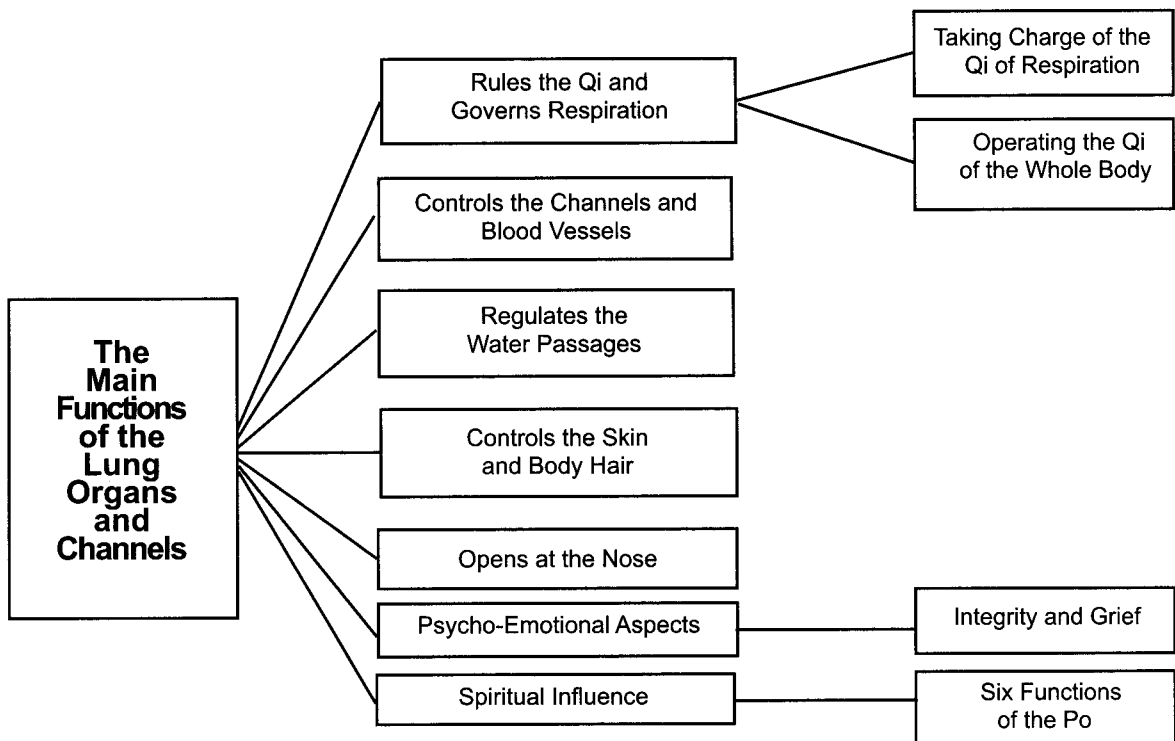 The
Main
Functions
of the
Lung
Organs
and
Channels
Rules the Qi and
Governs Respiration
Taking Charge of the
Qi of Respiration
Operating the Qi
of the Whole Body
Controls the Channels and
Blood Vessels
Regulates the
Water Passages
Controls the Skin
and Body Hair
Opens at the Nose
Psycho-Emotional Aspects
Integrity and Grief
Spiritual Influence
Six Functions
of the Po